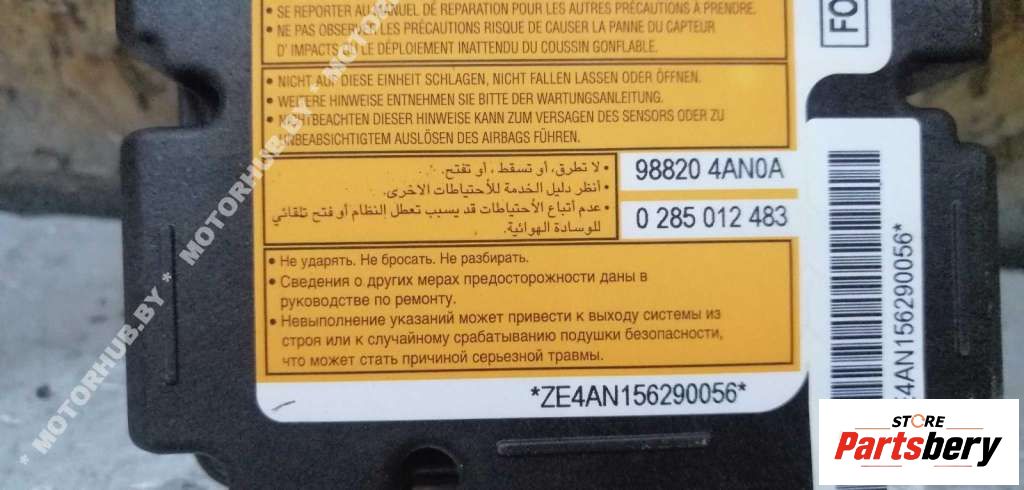 • SE REPORTER AU MANUEL DE RÉPARATION POUR LES AUTRES PRÉCAUTIONS À PRENDRE.
• NE PAS OBSERVER LES PRÉCAUTIONS RISQUE DE CAUSER LA PANNE DU CAPTEUR
D' IMPACTS OU LE DÉPLOIEMENT INATTENDU DU COUSSIN GONFLABLE.
• NICHT AUF DIESE EINHEIT SCHLAGEN, NICHT FALLEN LASSEN ODER ÖFFNEN.
• WEITERE HINWEISE ENTNEHMEN SIE BITTE DER WARTUNGSANLEITUNG.
• NICHTBEACHTEN DIESER HINWEISE KANN ZUM VERSAGEN DES SENSORS ODER ZU
UNBEABSICHTIGTEM AUSLÖSEN DES AIRBAGS FÜHREN.
• لا تطرق، أو تسقط، أو تفتح.
• أنظر دليل الخدمة للأحتياطات الاخرى.
• عدم أتباع الأحتياطات قد يسبب تعطل النظام أو فتح تلقائي
للوسادة الهوائية.
98820 4AN0A
0 285 012 483
• Не ударять. Не бросать. Не разбирать.
• Сведения о других мерах предосторожности даны в
руководстве по ремонту.
• Невыполнение указаний может привести к выходу системы из
строя или к случайному срабатыванию подушки безопасности,
что может стать причиной серьезной травмы.
*ZE4AN156290056*
FO
ZE4AN156290056*
* MOTORHUB.BY * MOTORHUB.BY * MOTORHUB.BY
STORE
Partsbery